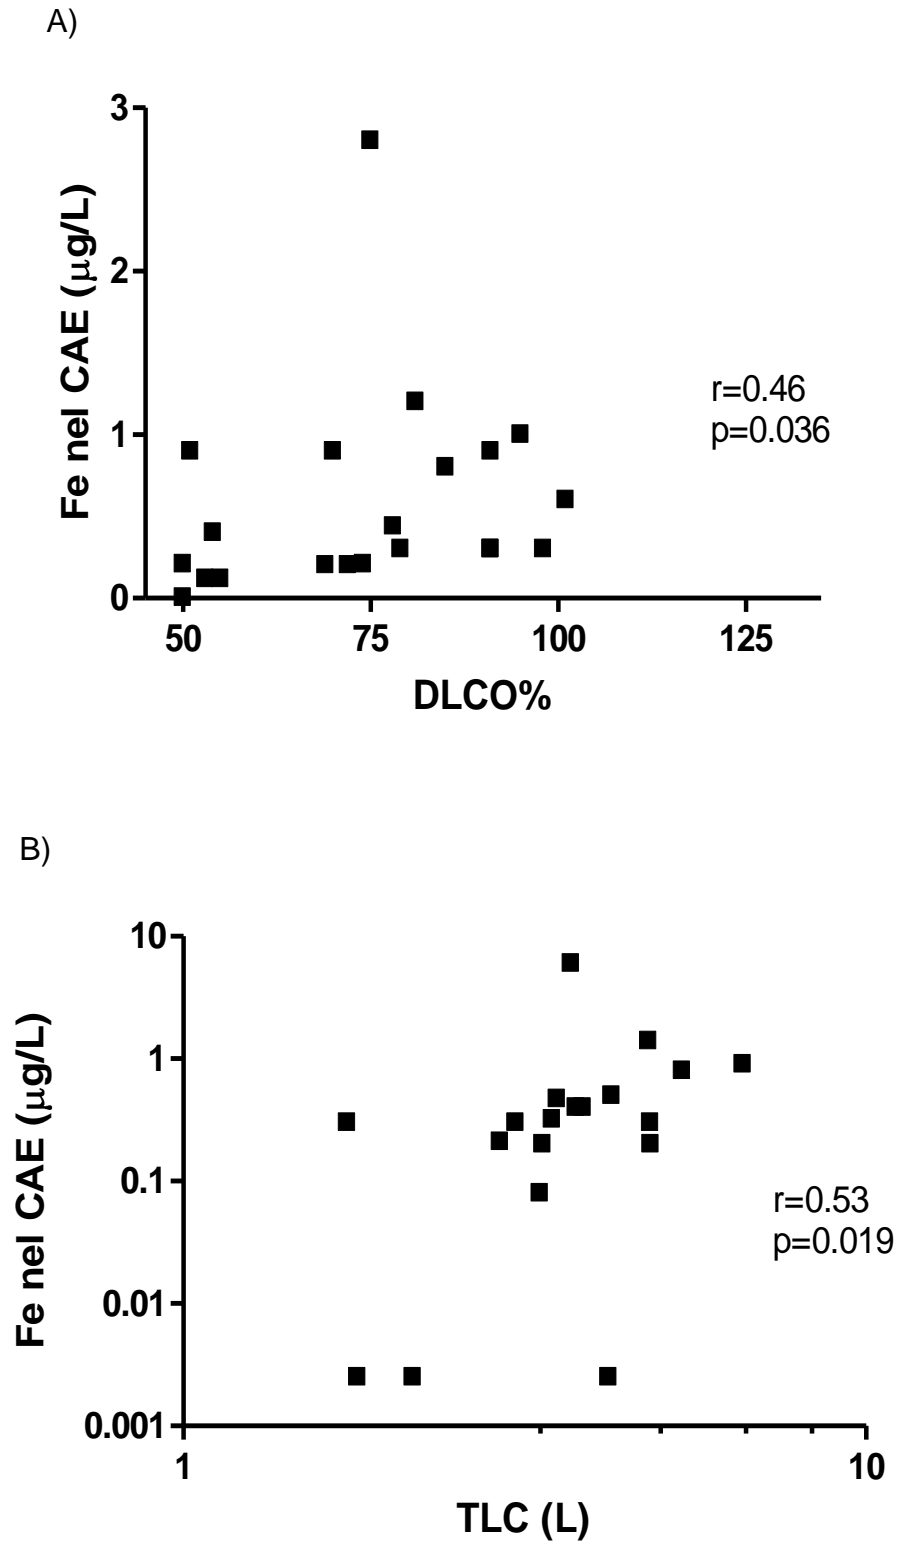 A)
3
2
1
0
Fe nel CAE (μg/L)
r=0.46
p=0.036
50 75 100 125
DLCO%
B)
10
1
0.1
0.01
0.001
Fe nel CAE (μg/L)
r=0.53
p=0.019
1 10
TLC (L)